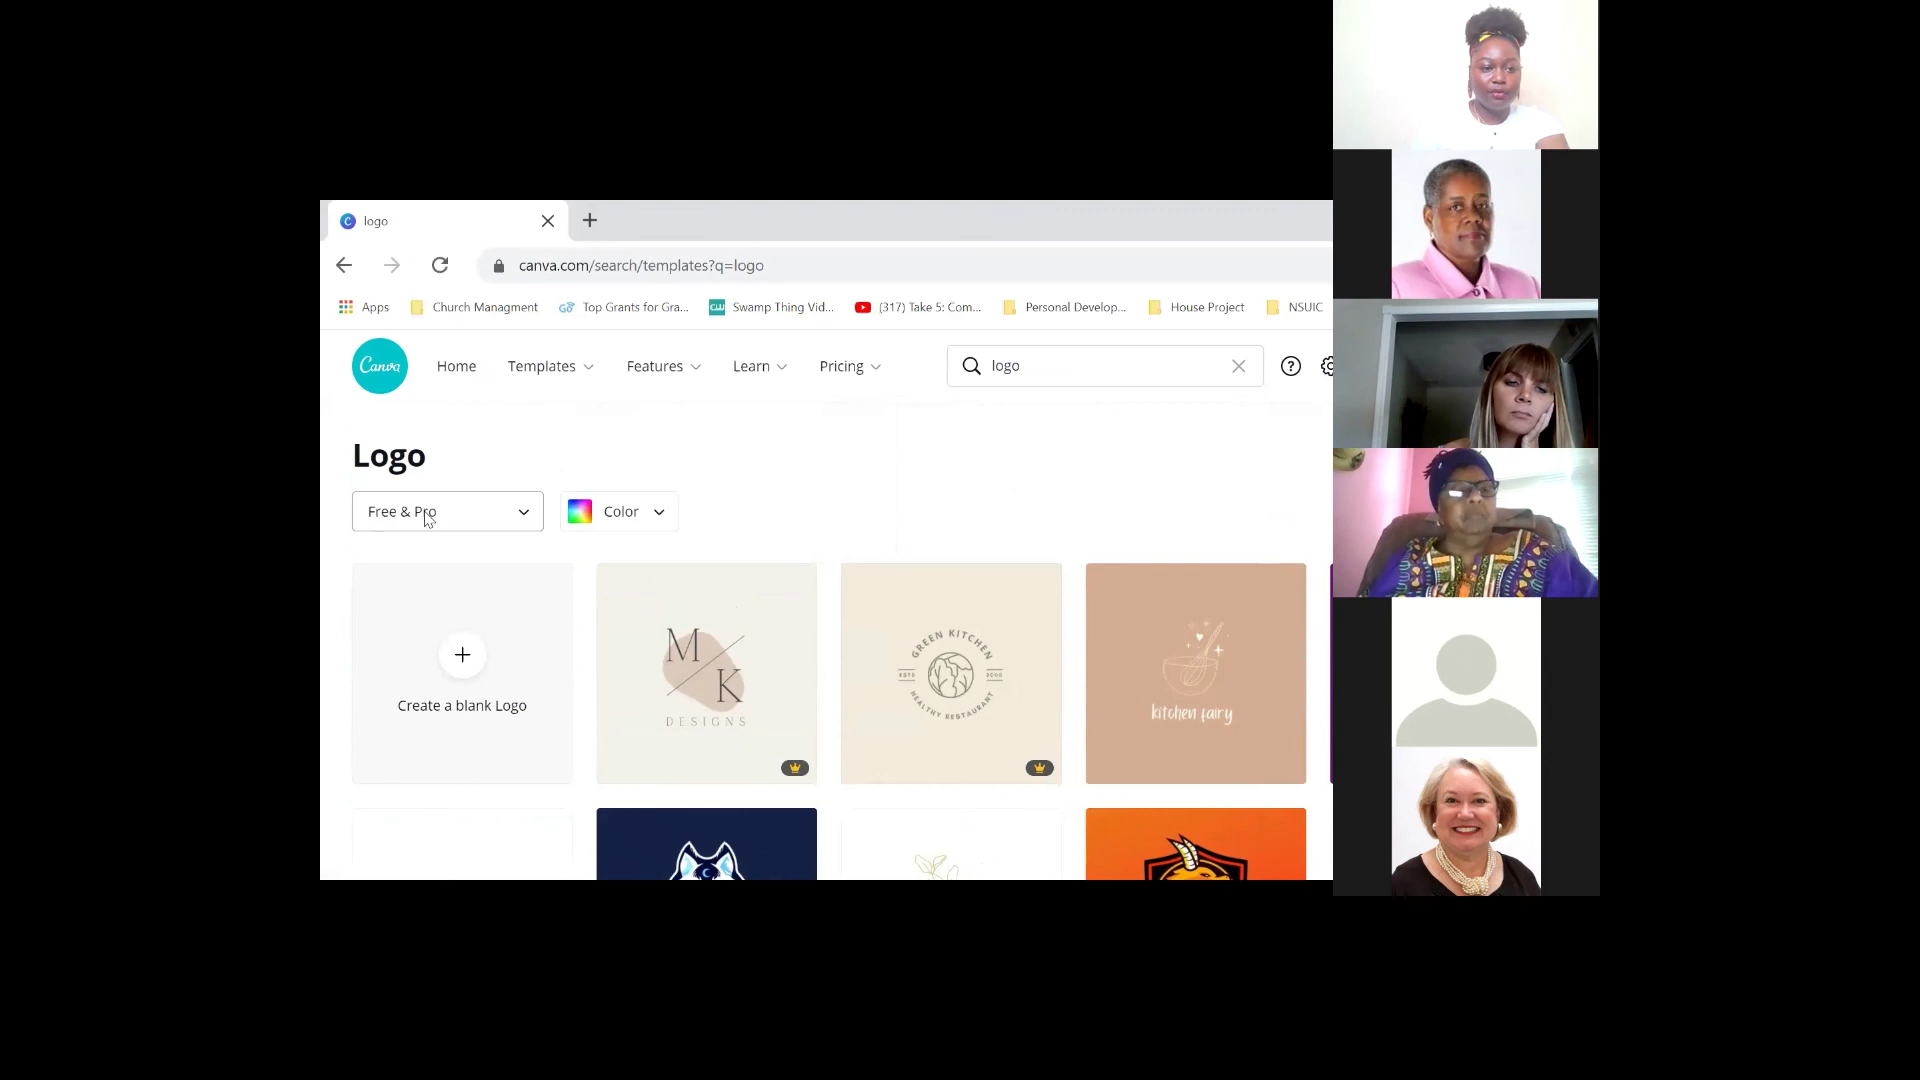 logo
canva.com/search/templates?q=logo
Apps Church Managment Top Grants for Gra... Swamp Thing Vid... (317) Take 5: Com... Personal Develop... House Project NSUIC
Canva Home Templates Features Learn Pricing logo
Logo
Free & Pro Color
Create a blank Logo
M
K
DESIGNS
GREEN KITCHEN
ESTD 2020
HEALTHY RESTAURANT
kitchen fairy